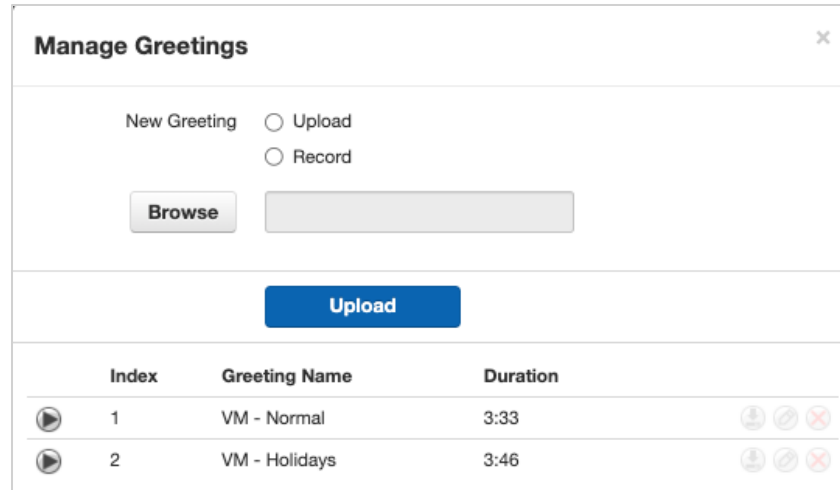 Manage Greetings
New Greeting Upload
Record
Browse
Upload
Index Greeting Name Duration
1 VM - Normal 3:33
2 VM - Holidays 3:46